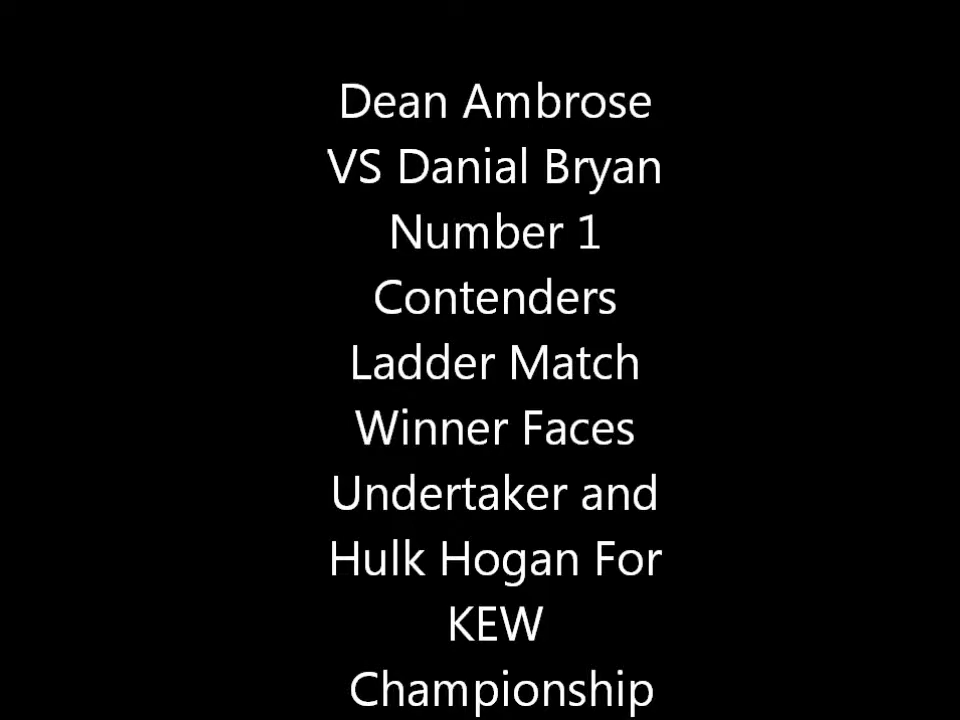 Dean Ambrose
VS Danial Bryan
Number 1
Contenders
Ladder Match
Winner Faces
Undertaker and
Hulk Hogan For
KEW
Championship